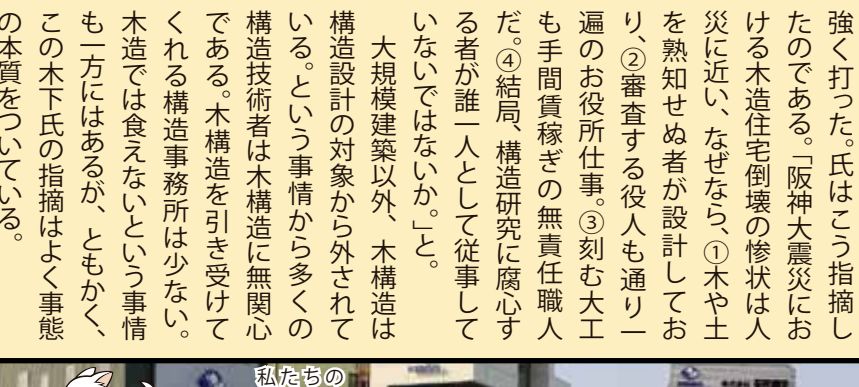 強く打った。氏はこう指摘し
たのである。「阪神大震災にお
ける木造住宅倒壊の惨状は人
災に近い、なぜなら、①木や土
を熟知せぬ者が設計してお
り、②審査する役人も通り一
遍のお役所仕事。③刻む大工
も手間賃稼ぎの無責任職人
だ。④結局、構造研究に腐心す
る者が誰一人として従事して
いないではないか。」と。
大規模建築以外、木構造は
構造設計の対象から外されて
いる。という事情から多くの
構造技術者は木構造に無関心
である。木構造を引き受けて
くれる構造事務所は少ない。
木造では食えないという事情
も一方にはあるが、ともかく、
この木下氏の指摘はよく事態
の本質をついている。
私たちの